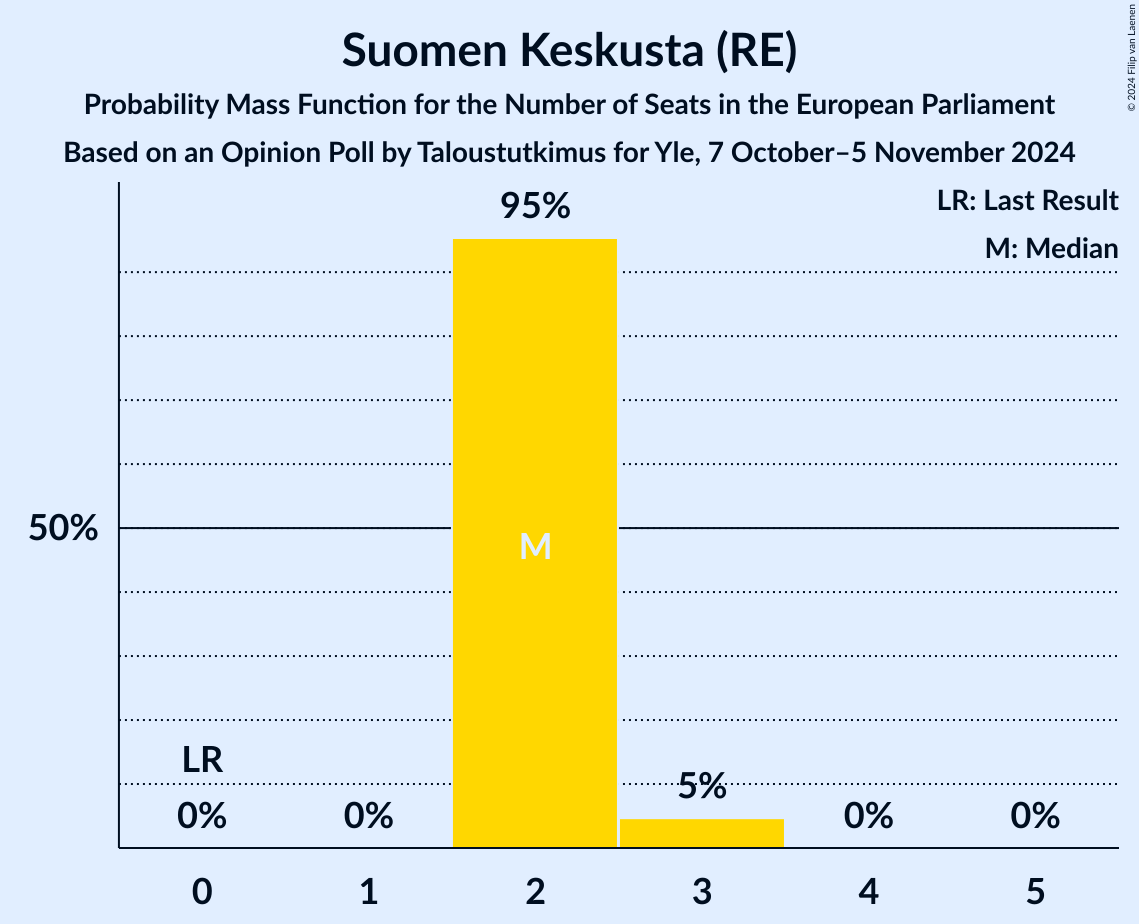 Suomen Keskusta (RE)
Probability Mass Function for the Number of Seats in the European Parliament
Based on an Opinion Poll by Taloustutkimus for Yle, 7 October–5 November 2024
© 2024 Filip van Laenen
LR: Last Result
M: Median
95%
50%
M
LR
0%
0%
5%
0%
0%
0
1
2
3
4
5